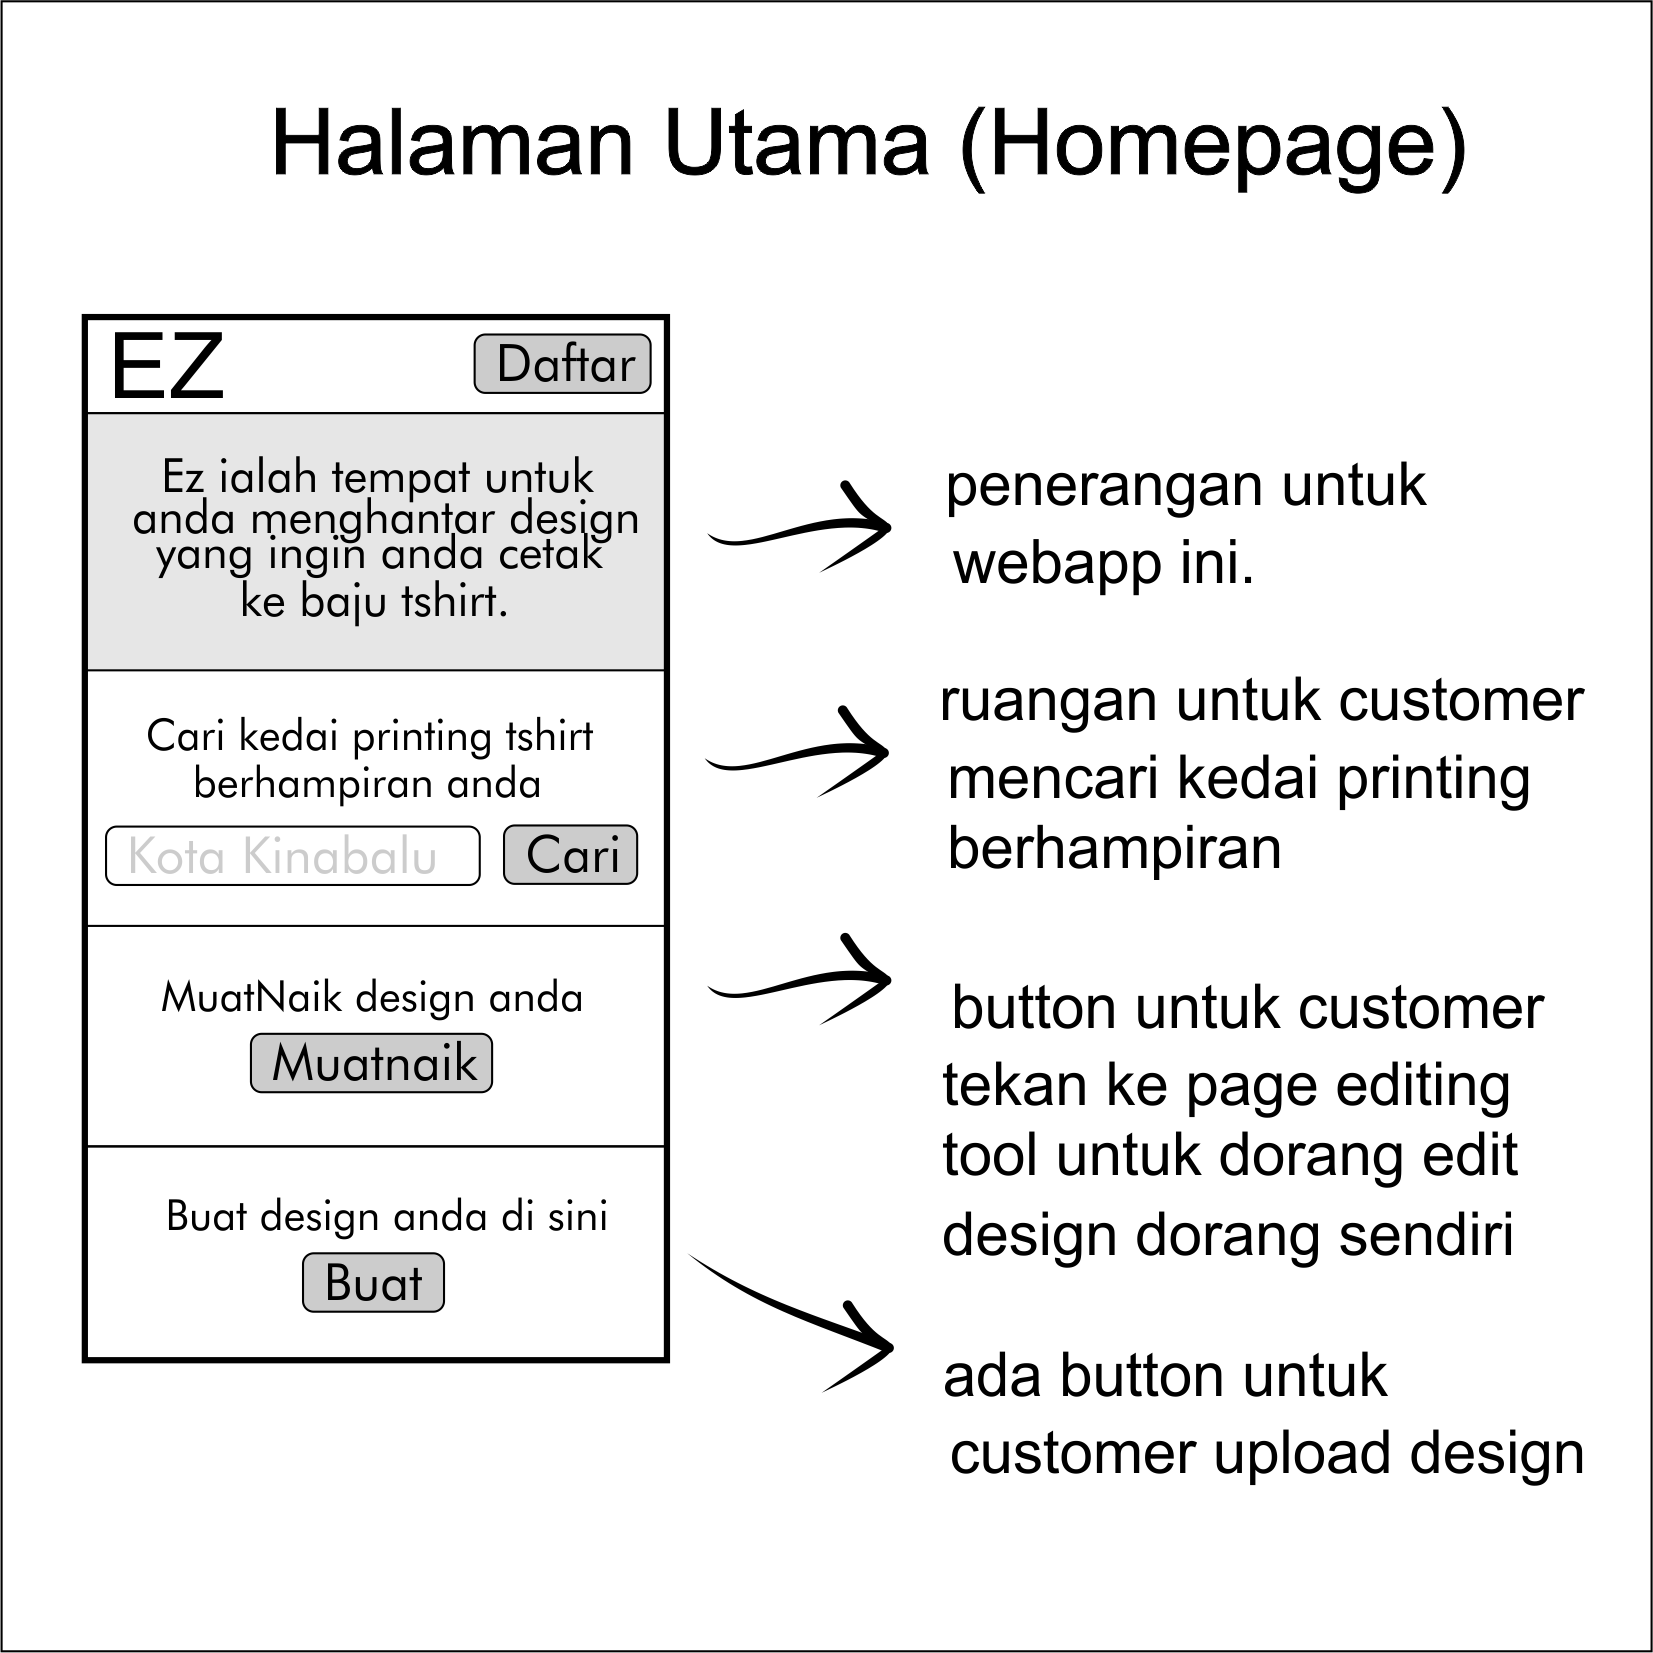 Halaman Utama (Homepage)
EZ
Daftar
Ez ialah tempat untuk
anda menghantar design
yang ingin anda cetak
ke baju tshirt.
penerangan untuk
webapp ini.
Cari kedai printing tshirt
berhampiran anda
Kota Kinabalu
Cari
ruangan untuk customer
mencari kedai printing
berhampiran
MuatNaik design anda
Muatnaik
button untuk customer
tekan ke page editing
tool untuk dorang edit
design dorang sendiri
Buat design anda di sini
Buat
ada button untuk
customer upload design